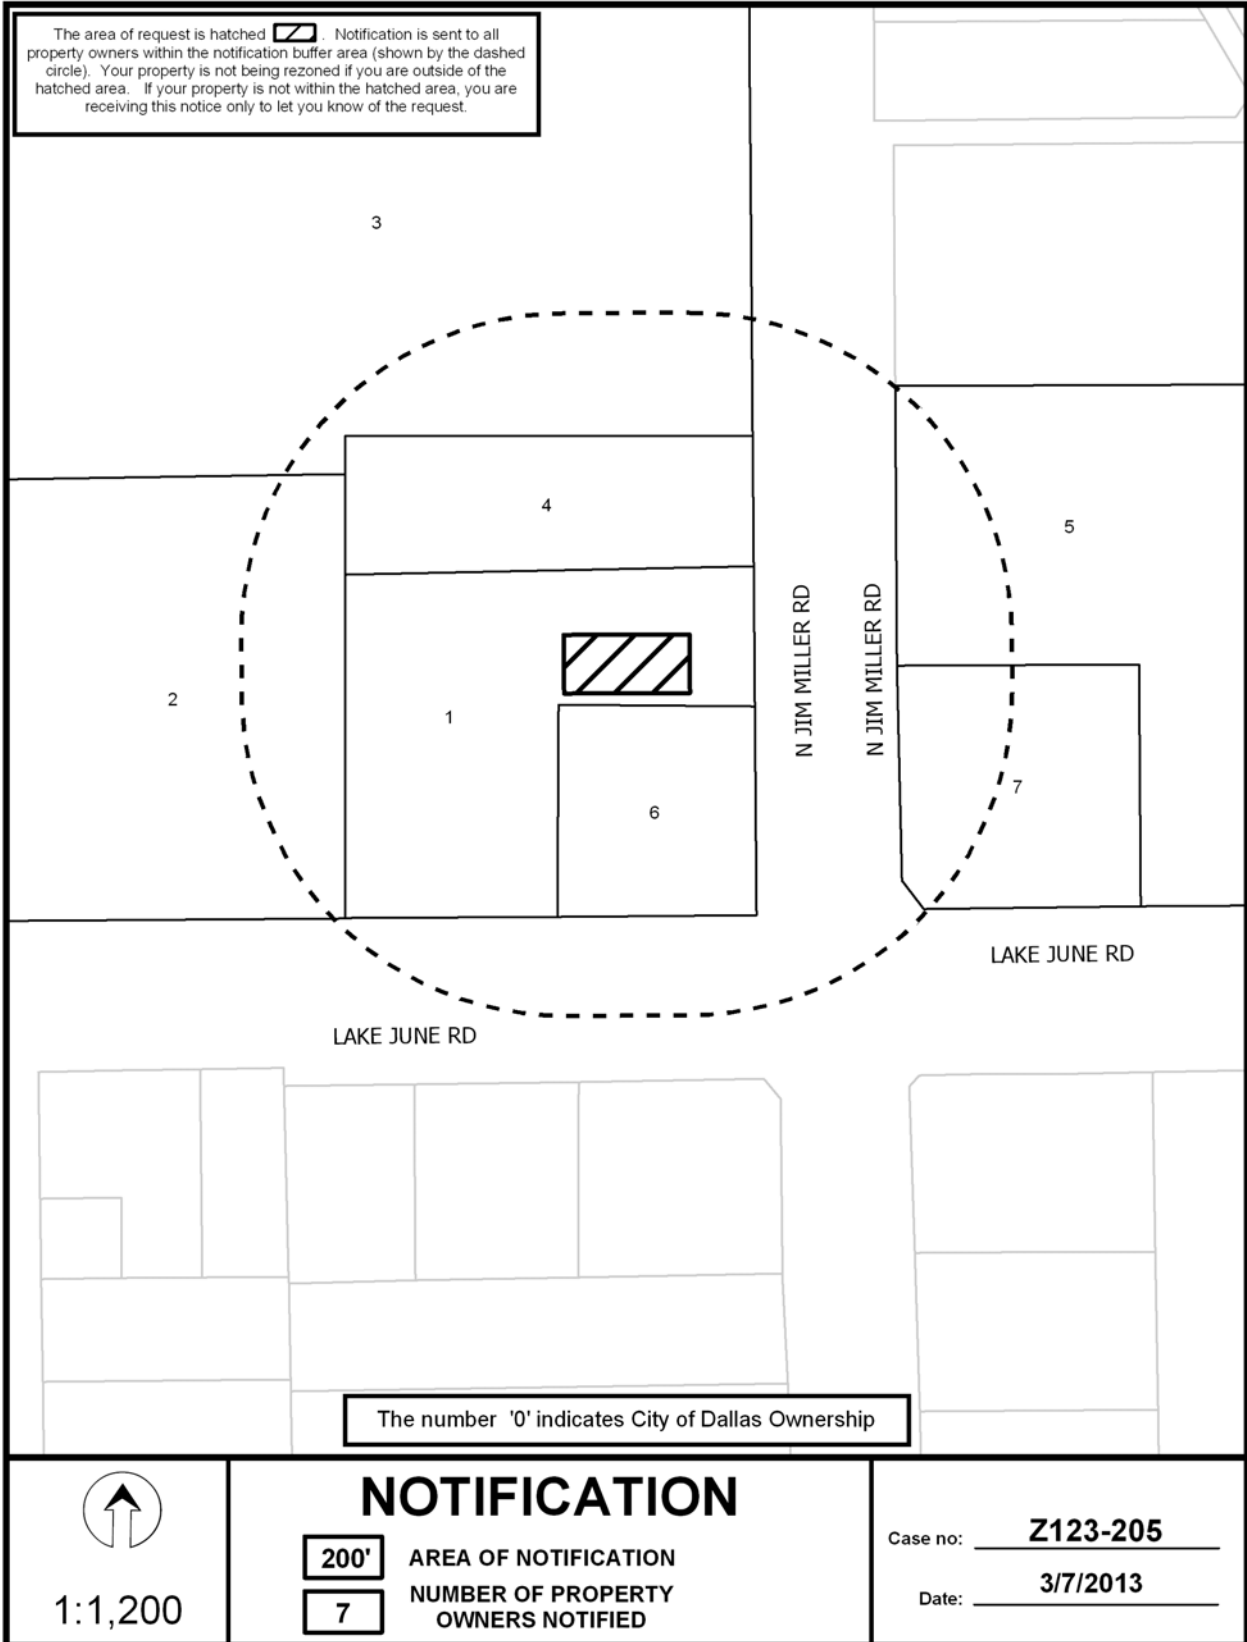 The area of request is hatched . Notification is sent to all
property owners within the notification buffer area (shown by the dashed
circle). Your property is not being rezoned if you are outside of the
hatched area. If your property is not within the hatched area, you are
receiving this notice only to let you know of the request.
3
4
5
N JIM MILLER RD
N JIM MILLER RD
2
1
7
6
LAKE JUNE RD
LAKE JUNE RD
The number '0' indicates City of Dallas Ownership
1:1,200
NOTIFICATION
200' AREA OF NOTIFICATION
7 NUMBER OF PROPERTY
OWNERS NOTIFIED
Case no: Z123-205
Date: 3/7/2013